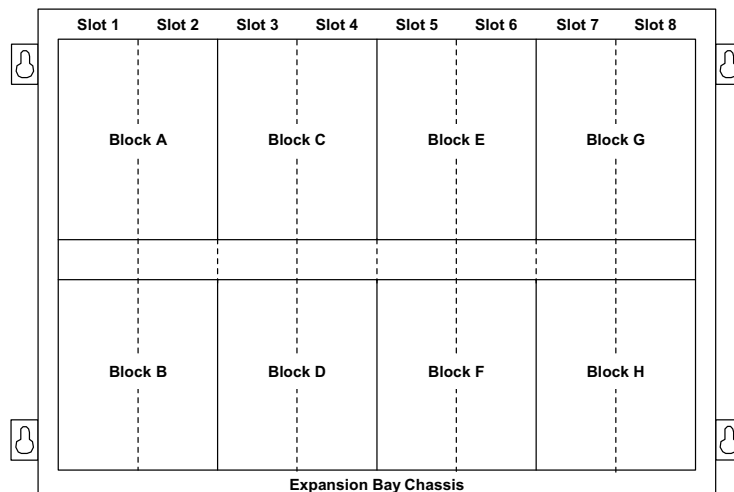 Slot 1 Slot 2 Slot 3 Slot 4 Slot 5 Slot 6 Slot 7 Slot 8
Block A Block C Block E Block G
Block B Block D Block F Block H
Expansion Bay Chassis